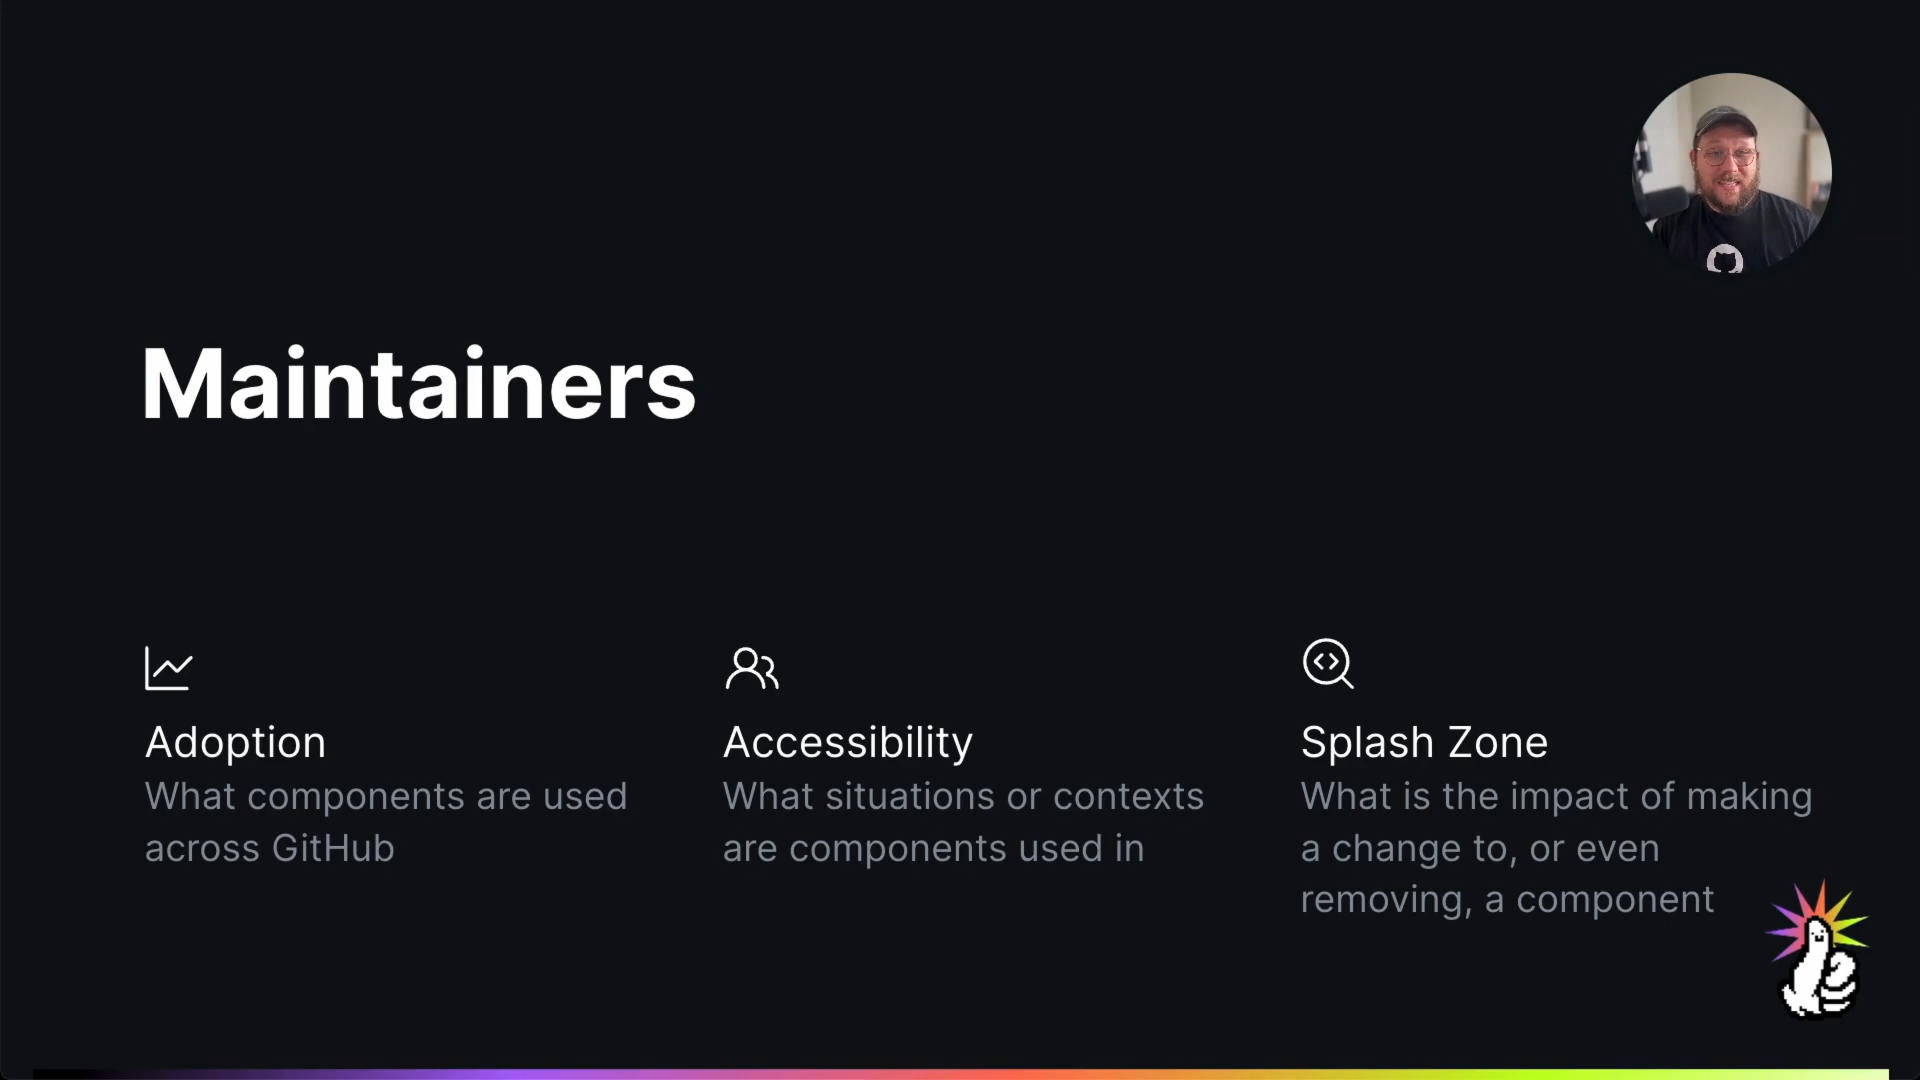 Maintainers
Adoption
What components are used
across GitHub
Accessibility
What situations or contexts
are components used in
Splash Zone
What is the impact of making
a change to, or even
removing, a component